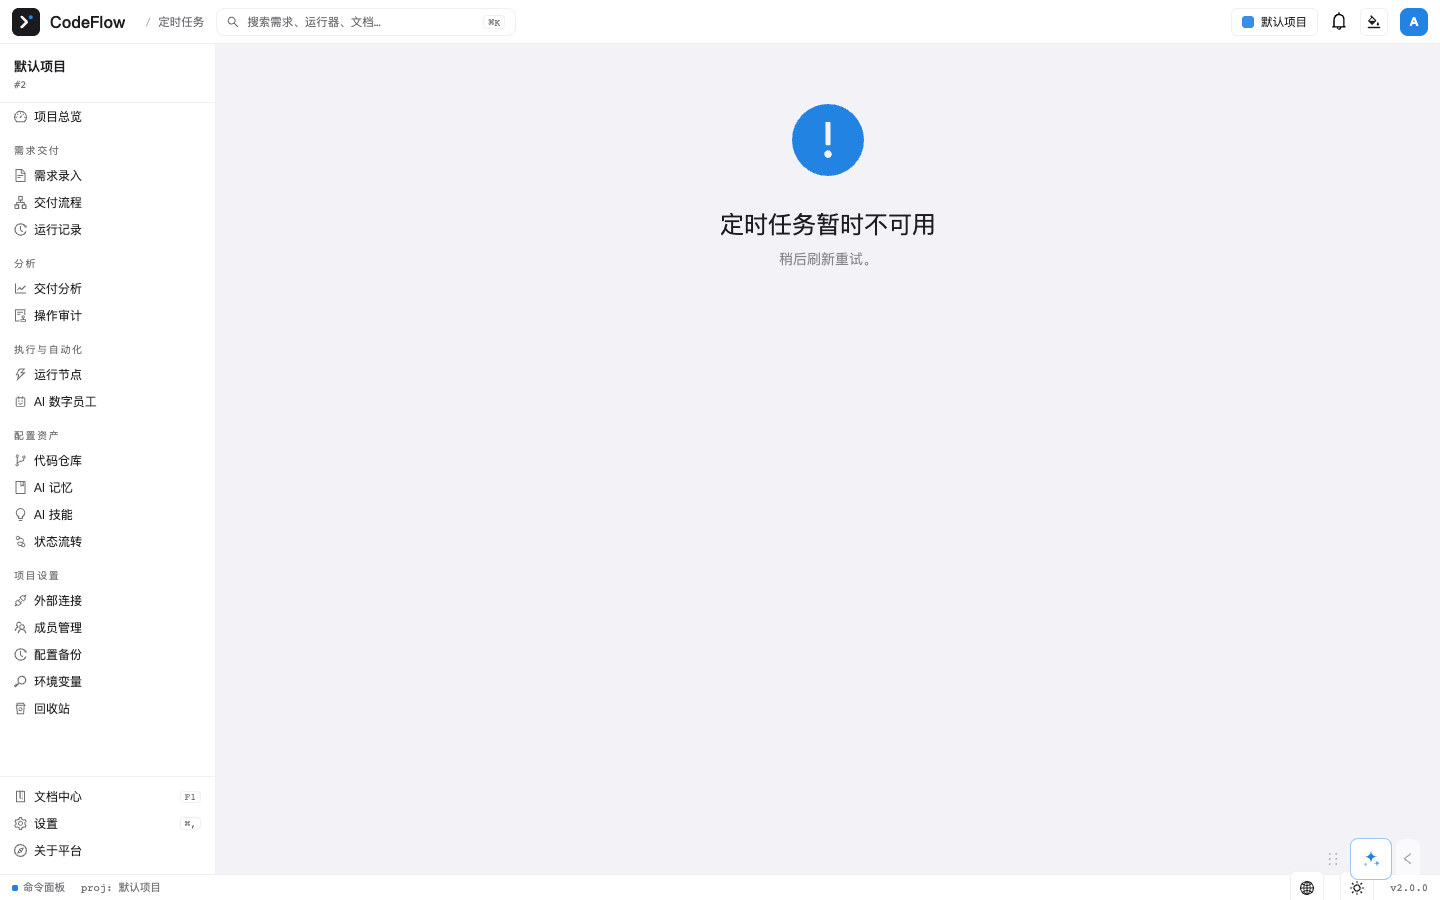 CodeFlow / 定时任务 搜索需求、运行器、文档… ⌘K 默认项目 A
默认项目
#2
项目总览
需求交付
需求录入
交付流程
运行记录
分析
交付分析
操作审计
执行与自动化
运行节点
AI 数字员工
配置资产
代码仓库
AI 记忆
AI 技能
状态流转
项目设置
外部连接
成员管理
配置备份
环境变量
回收站
文档中心 F1
设置 ⌘,
关于平台
定时任务暂时不可用
稍后刷新重试。
命令面板 proj: 默认项目 v2.0.0